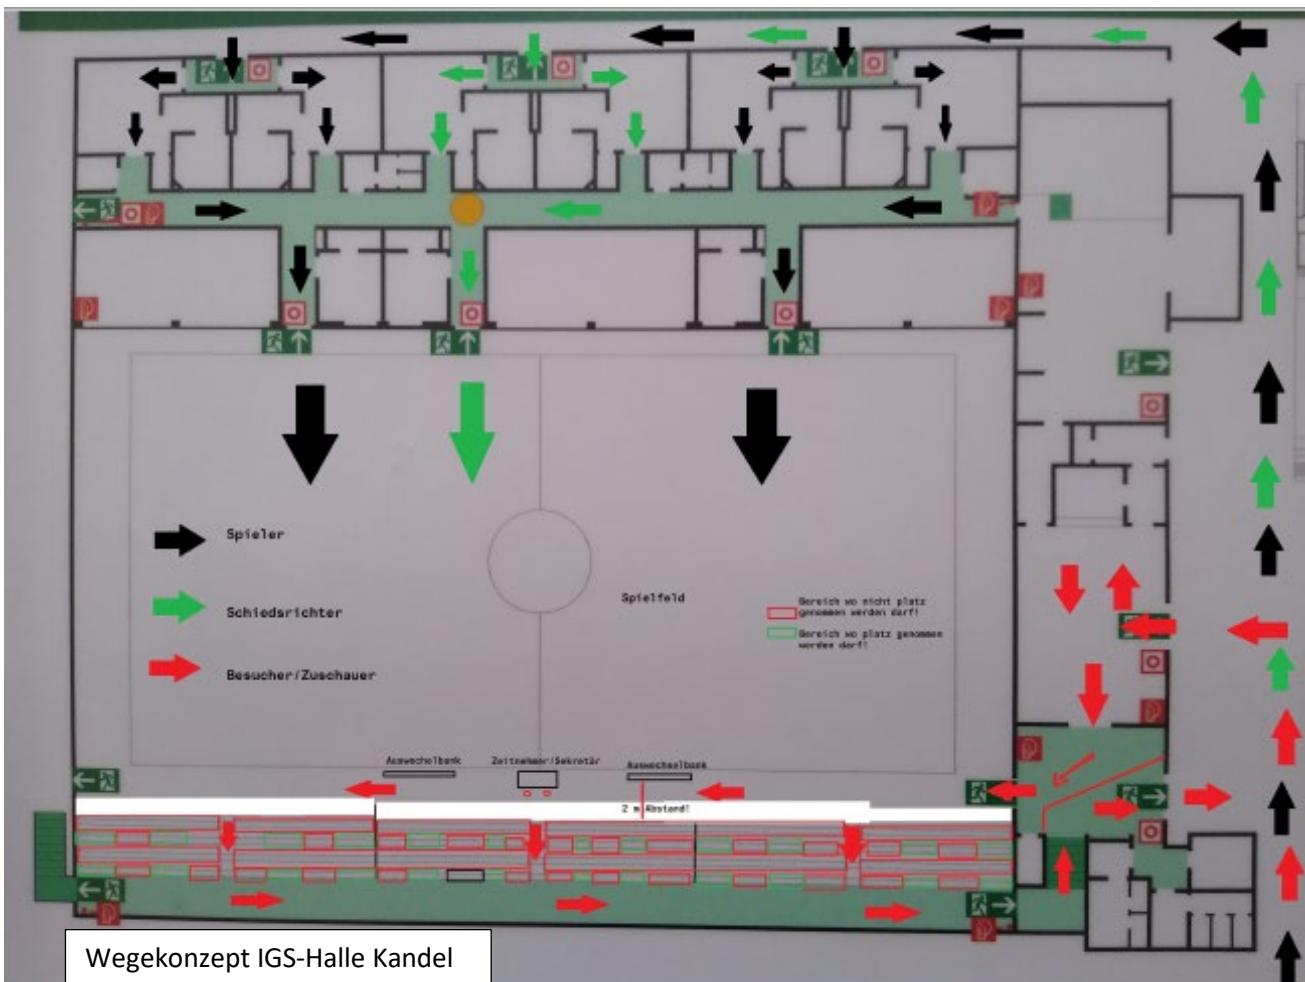 Spieler
Schiedsrichter
Besucher/Zuschauer
Spielfeld
Bereich wo nicht platz
genommen werden darf!
Bereich wo platz genommen
werden darf!
Auswechselbank
Zeitnehmer/Sekretär
Auswechselbank
2 m Abstand!
Wegekonzept IGS-Halle Kandel